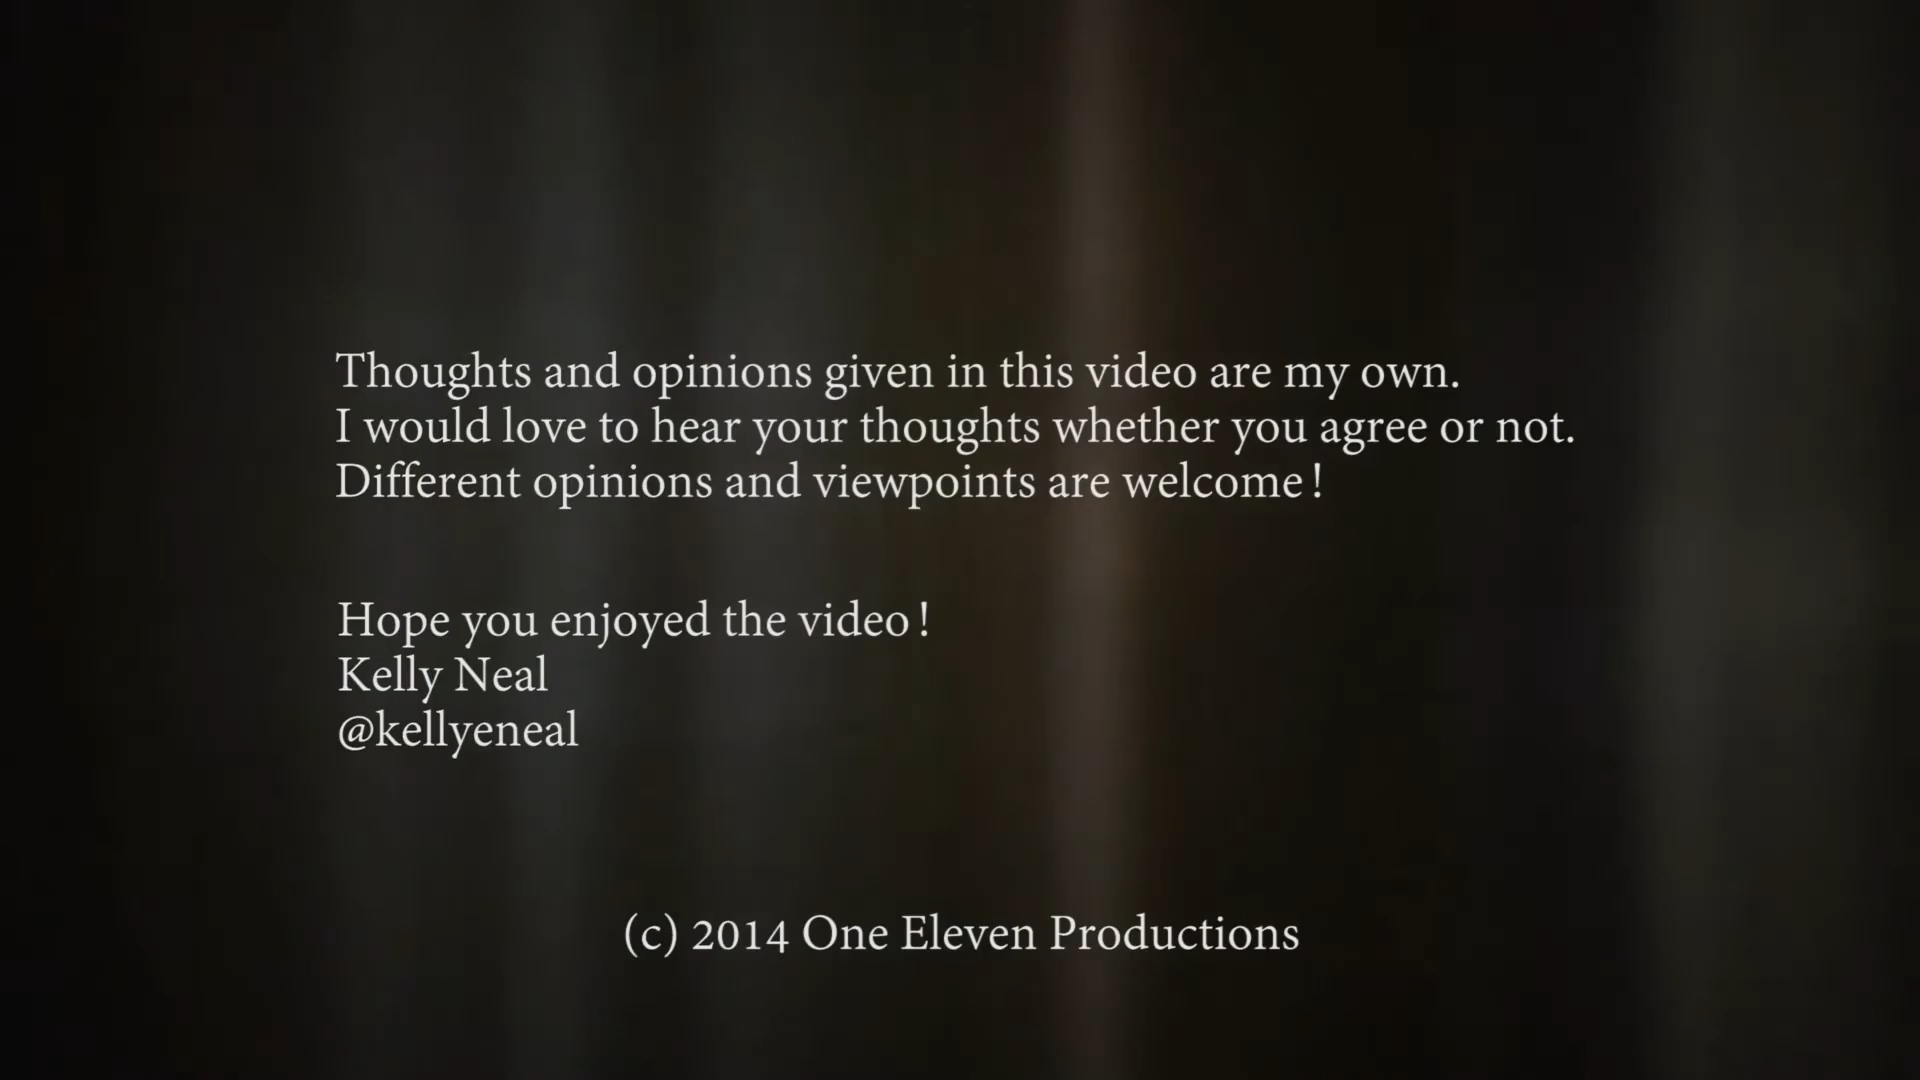 Thoughts and opinions given in this video are my own.
I would love to hear your thoughts whether you agree or not.
Different opinions and viewpoints are welcome!
Hope you enjoyed the video!
Kelly Neal
@kellyeneal
(c) 2014 One Eleven Productions